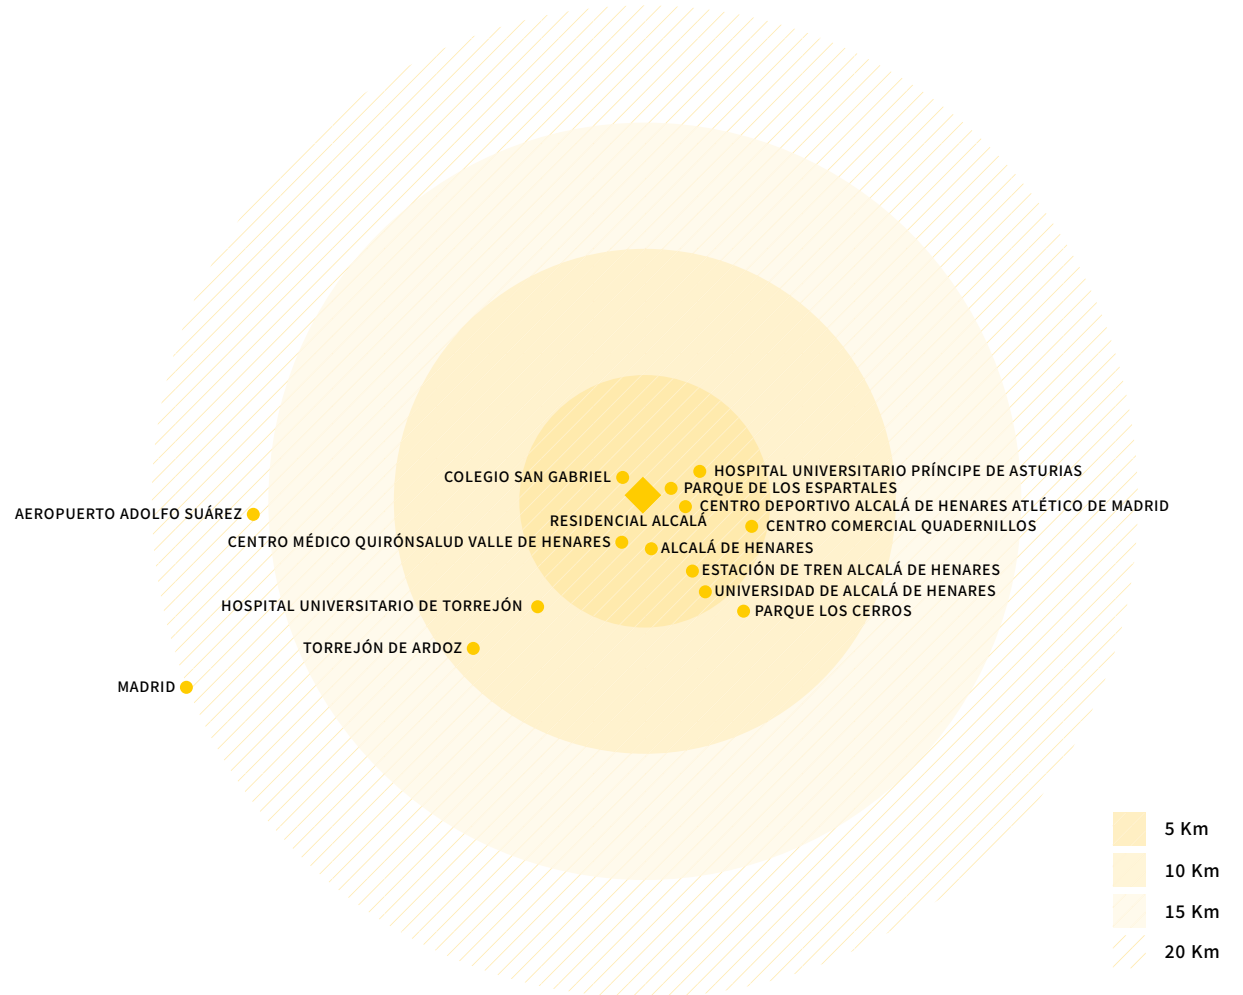 HOSPITAL UNIVERSITARIO PRÍNCIPE DE ASTURIAS
COLEGIO SAN GABRIEL
PARQUE DE LOS ESPARTALES
CENTRO DEPORTIVO ALCALÁ DE HENARES ATLÉTICO DE MADRID
AEROPUERTO ADOLFO SUÁREZ
RESIDENCIAL ALCALÁ
CENTRO COMERCIAL QUADERNILLOS
CENTRO MÉDICO QUIRÓNSALUD VALLE DE HENARES
ALCALÁ DE HENARES
ESTACIÓN DE TREN ALCALÁ DE HENARES
UNIVERSIDAD DE ALCALÁ DE HENARES
HOSPITAL UNIVERSITARIO DE TORREJÓN
PARQUE LOS CERROS
TORREJÓN DE ARDOZ
MADRID
5 Km
10 Km
15 Km
20 Km